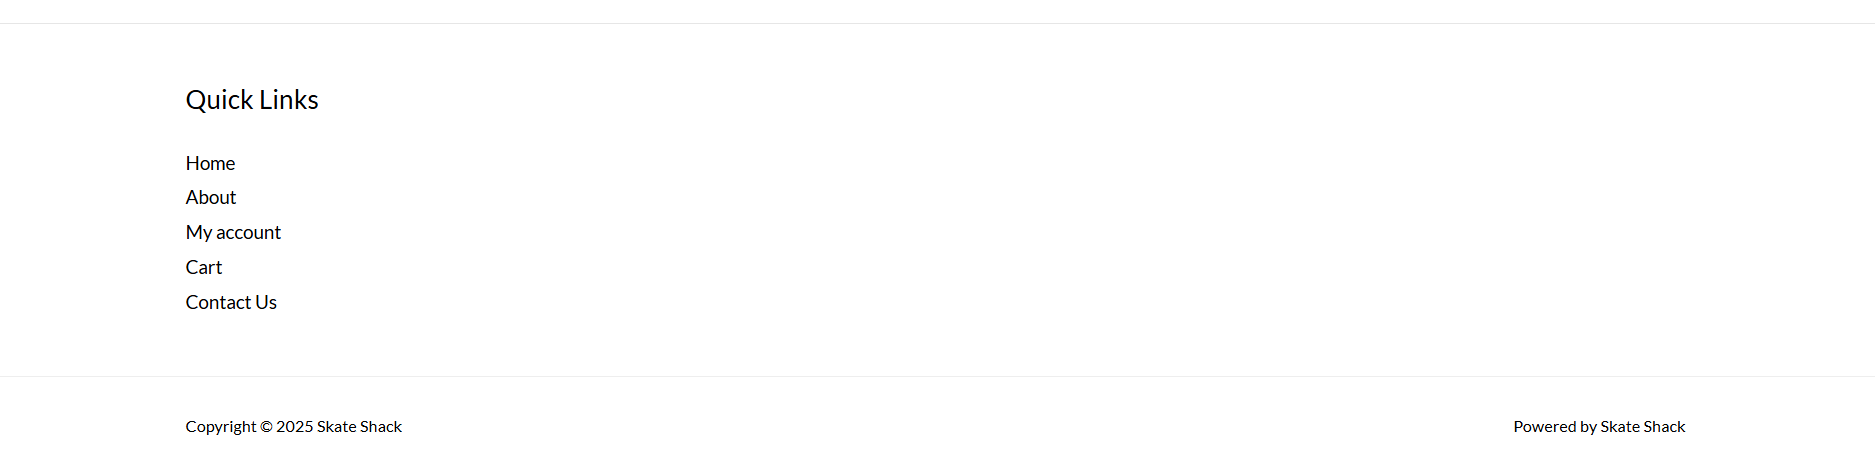 Quick Links
Home
About
My account
Cart
Contact Us
Copyright © 2025 Skate Shack
Powered by Skate Shack